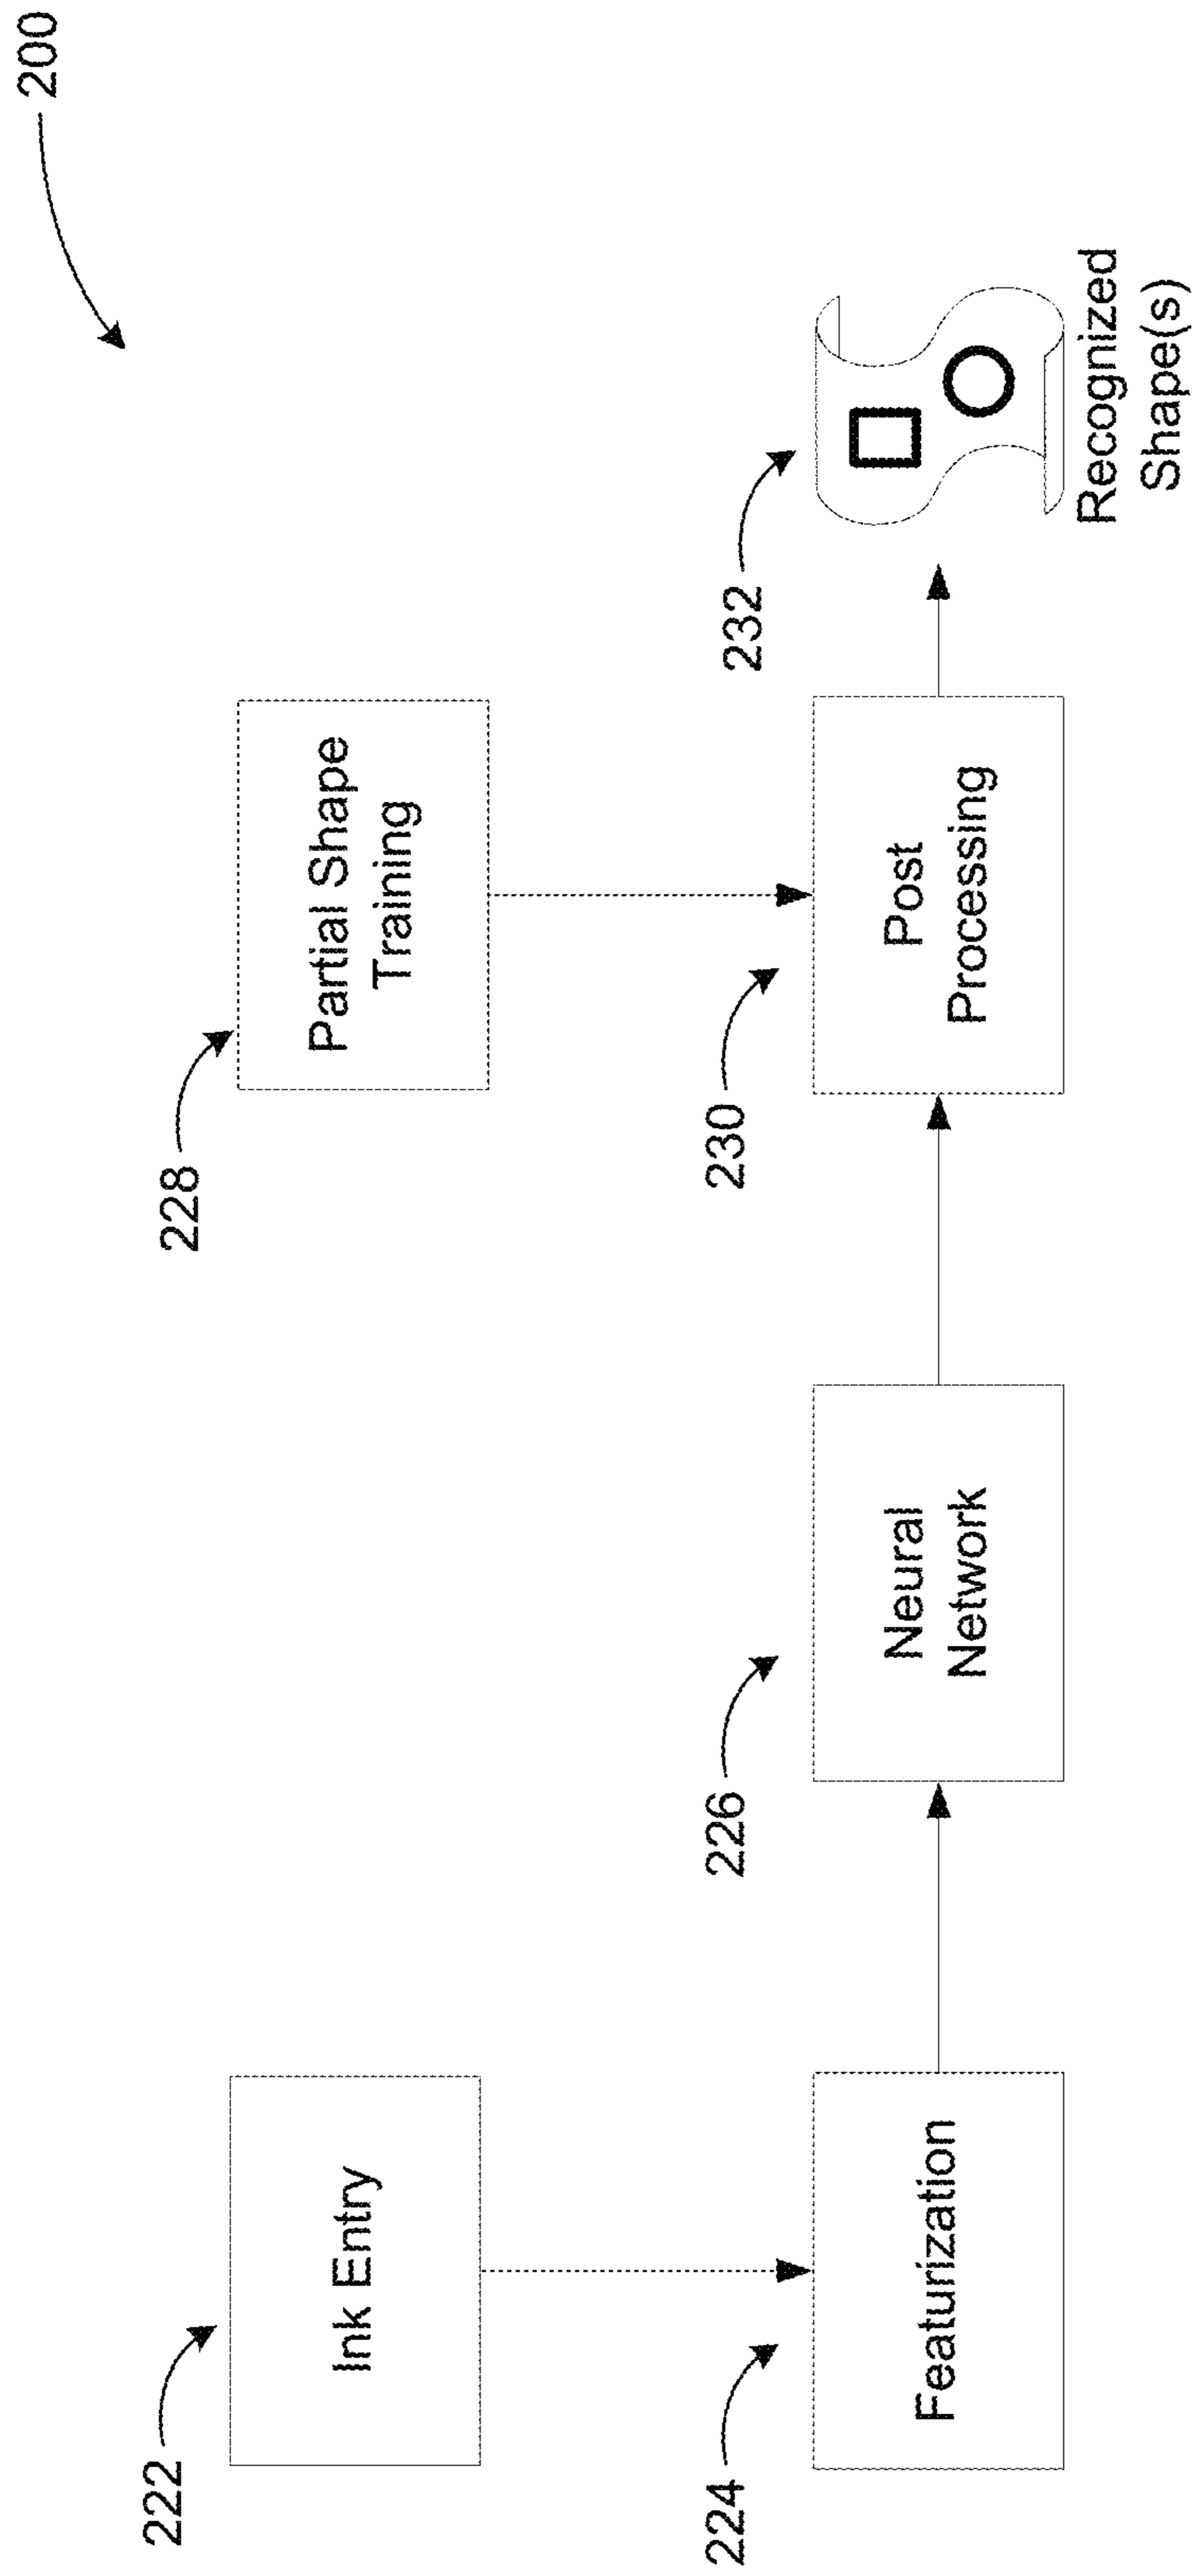 200
222
Ink Entry
228
Partial Shape
Training
224
Featurization
226
Neural
Network
230
Post
Processing
232
Recognized
Shape(s)